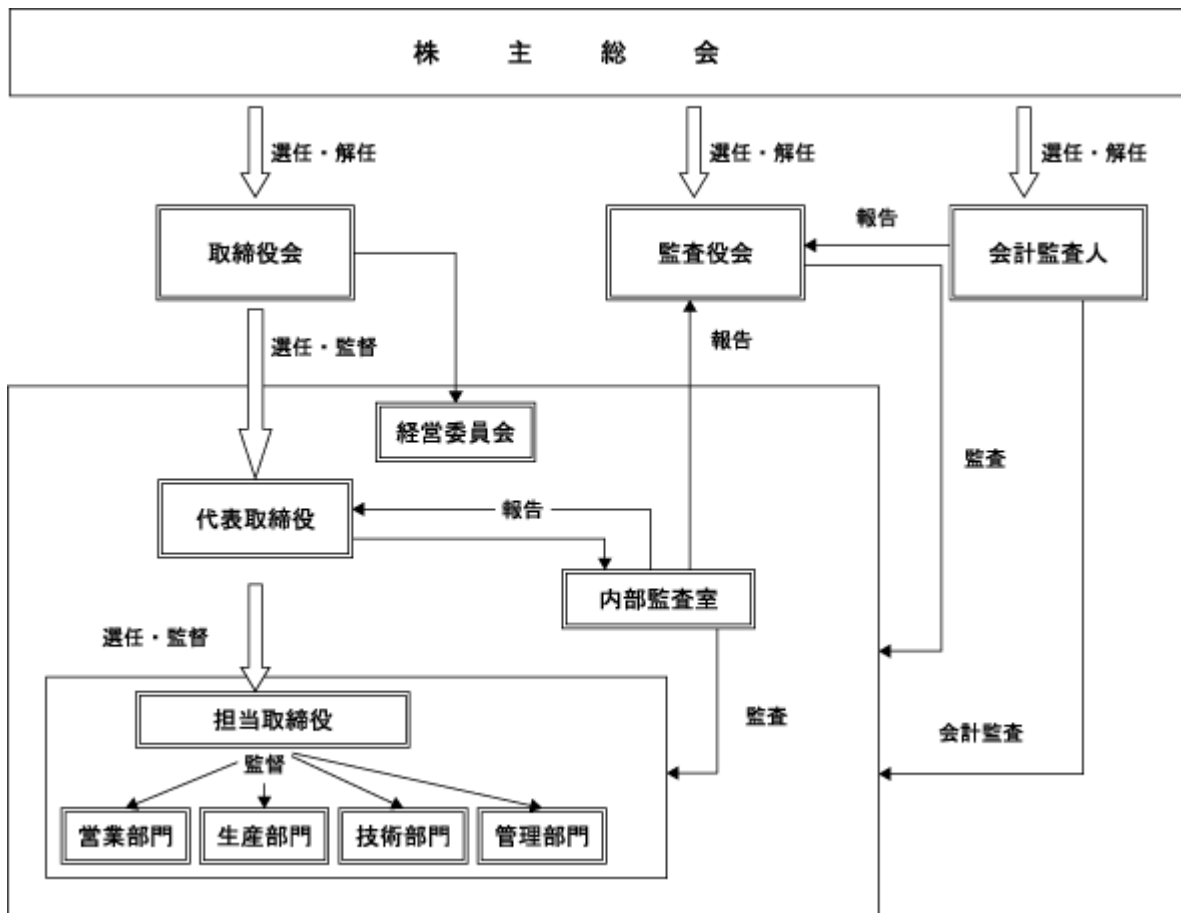 株主総会
選任・解任
選任・解任
選任・解任
報告
取締役会
監査役会
会計監査人
選任・監督
報告
経営委員会
監査
代表取締役
報告
内部監査室
選任・監督
担当取締役
監査
会計監査
監督
営業部門
生産部門
技術部門
管理部門